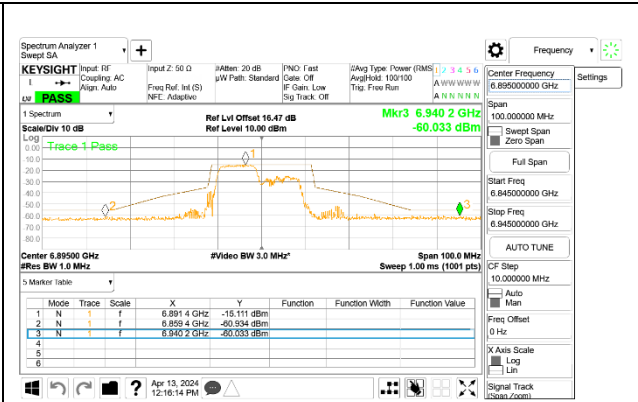 Spectrum Analyzer 1
Swept SA
+
Frequency
KEYSIGHT Input: RF Input Z: 50 Ω #Atten: 20 dB PNO: Fast #Avg Type: Power (RMS 1 2 3 4 5 6
Coupling: AC µW Path: Standard Gate: Off Avg|Hold: 100/100 A W W W W W
Align: Auto Freq Ref: Int (S) IF Gain: Low Trig: Free Run
PASS NFE: Adaptive Sig Track: Off A N N N N N
1 Spectrum Ref Lvl Offset 16.47 dB Mkr3 6.940 2 GHz
Scale/Div 10 dB Ref Level 10.00 dBm -60.033 dBm
Log
Trace 1 Pass
0.00
-10.0
-20.0
-30.0
-40.0
-50.0
-60.0
-70.0
-80.0
1
2
3
Center 6.89500 GHz #Video BW 3.0 MHz* Span 100.0 MHz
#Res BW 1.0 MHz Sweep 1.00 ms (1001 pts)
5 Marker Table
Mode Trace Scale X Y Function Function Width Function Value
1 N 1 f 6.891 4 GHz -15.111 dBm
2 N 1 f 6.859 4 GHz -60.934 dBm
3 N 1 f 6.940 2 GHz -60.033 dBm
4
5
6
? Apr 13, 2024
12:16:14 PM
Center Frequency
6.895000000 GHz
Settings
Span
100.000000 MHz
Swept Span
Zero Span
Full Span
Start Freq
6.845000000 GHz
Stop Freq
6.945000000 GHz
AUTO TUNE
CF Step
10.000000 MHz
Auto
Man
Freq Offset
0 Hz
X Axis Scale
Log
Lin
Signal Track
(Span Zoom)